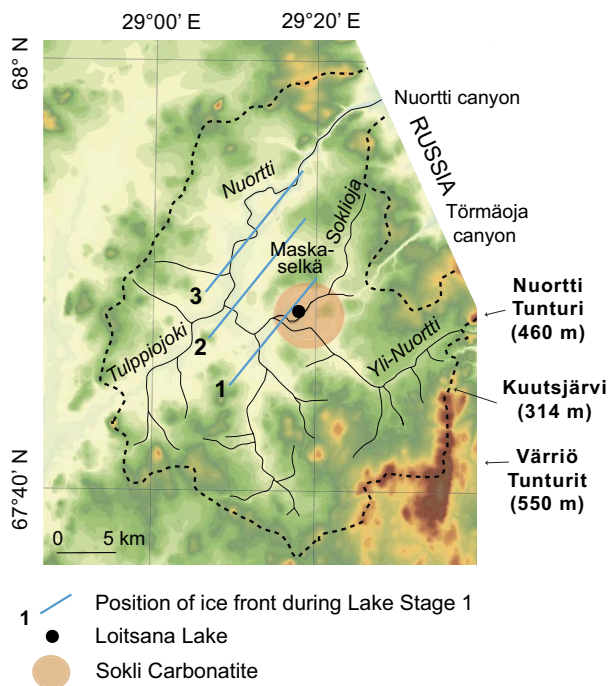 29°00' E
29°20' E
68° N
Nuortti canyon
RUSSIA
Nuortti
Soklioja
Törmäoja
canyon
Maska-
selkä
3
Nuortti
Tunturi
(460 m)
2
Tulppiojoki
Yli-Nuortti
1
Kuutsjärvi
(314 m)
Värriö
Tunturit
(550 m)
67°40' N
0 5 km
1 Position of ice front during Lake Stage 1
Loitsana Lake
Sokli Carbonatite